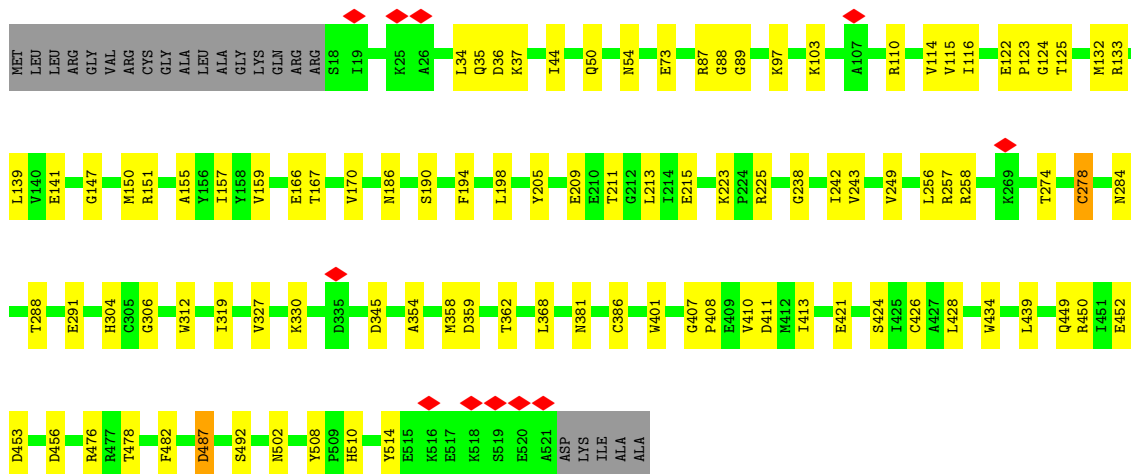 MET LEU LEU ARG GLY VAL ARG CYS GLY ALA LEU ALA GLY LYS GLN ARG ARG S18 I19 K25 A26 L34 Q35 D36 K37 I44 Q50 N54 E73 R87 G88 G89 K97 K103 A107 R110 V114 V115 I116 E122 P123 G124 T125 M132 R133
L139 V140 E141 G147 M150 R151 A155 Y156 I157 Y158 V159 E166 T167 V170 N186 S190 F194 L198 Y205 E209 E210 T211 G212 L213 I214 E215 K223 P224 R225 G238 I242 V243 V249 L256 R257 R258 K269 T274 C278 N284
T288 E291 H304 C305 G306 W312 I319 V327 K330 D335 D345 A354 M358 D359 T362 L368 N381 C386 W401 G407 P408 E409 V410 D411 M412 I413 E421 S424 I425 C426 A427 L428 W434 L439 Q449 R450 I451 E452
D453 D456 R476 R477 T478 F482 D487 S492 N502 Y508 P509 H510 Y514 E515 K516 E517 K518 S519 E520 A521 ASP LYS ILE ALA ALA